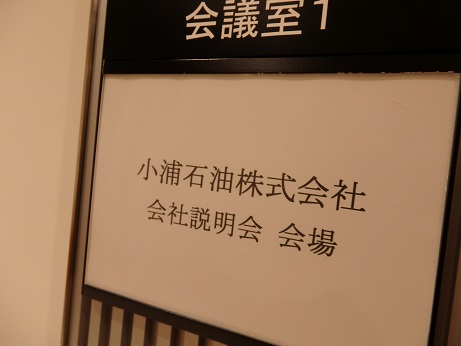 会議室1
小浦石油株式会社
会社説明会 会場